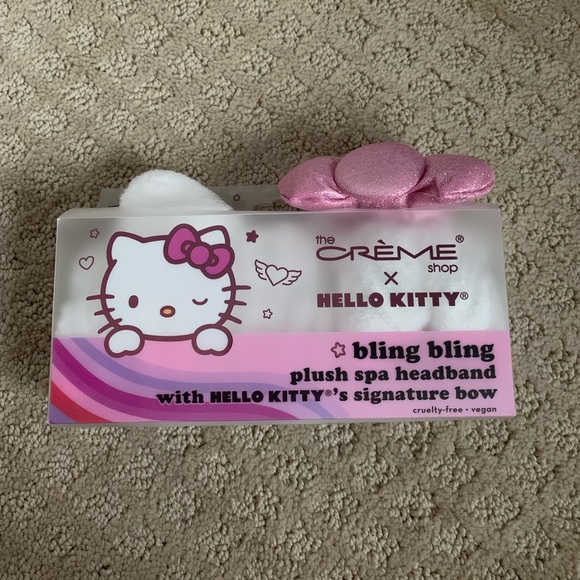 the
CRÈME®
shop
x
HELLO KITTY®
bling bling
plush spa headband
with HELLO KITTY®'s signature bow
cruelty-free • vegan